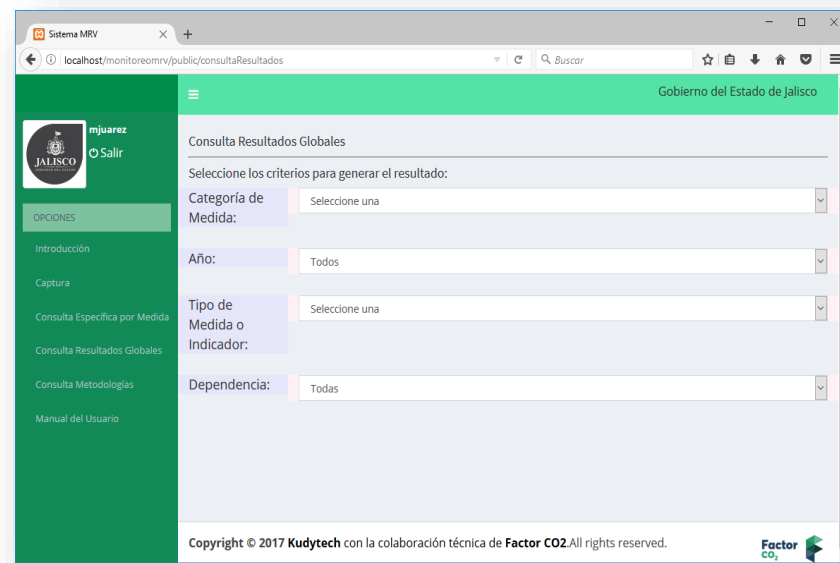 Sistema MRV
localhost/monitoreomrv/public/consultaResultados
Buscar
Gobierno del Estado de Jalisco
JALISCO
mjuarez
Salir
OPCIONES
Introducción
Captura
Consulta Específica por Medida
Consulta Resultados Globales
Consulta Metodologías
Manual del Usuario
Consulta Resultados Globales
Seleccione los criterios para generar el resultado:
Categoría de
Medida:
Seleccione una
Año:
Todos
Tipo de
Medida o
Indicador:
Seleccione una
Dependencia:
Todas
Copyright © 2017 Kudytech con la colaboración técnica de Factor CO2.All rights reserved.
Factor
CO2